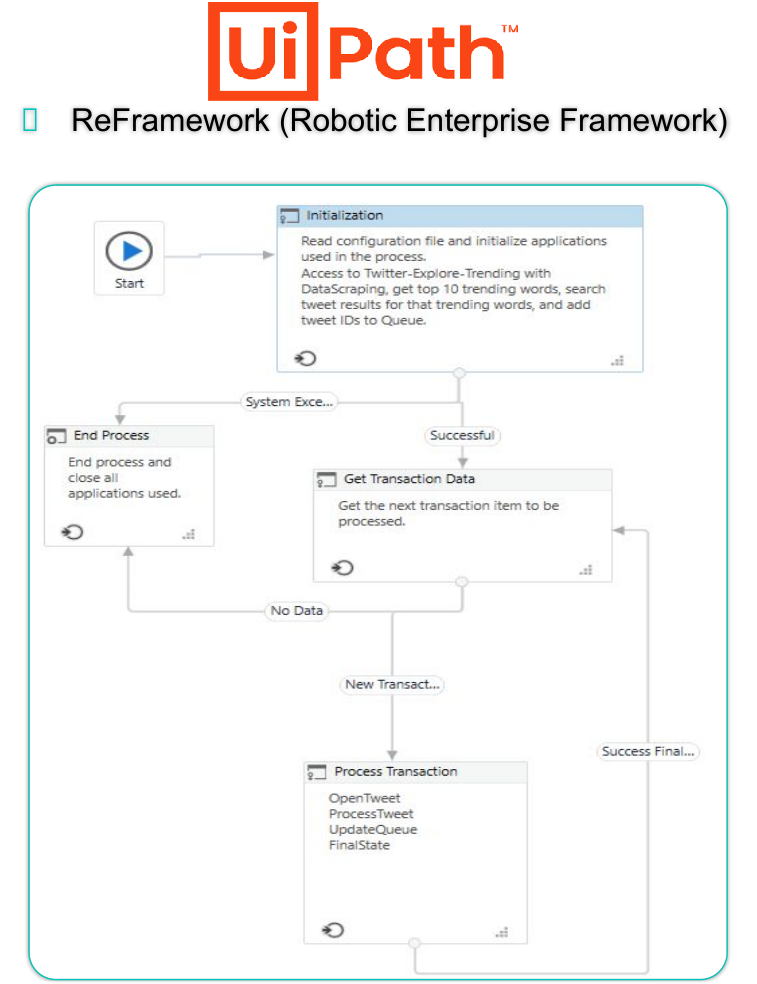 UiPath™
ReFramework (Robotic Enterprise Framework)
Initialization
Read configuration file and initialize applications
used in the process.
Access to Twitter-Explore-Trending with
DataScraping, get top 10 trending words, search
tweet results for that trending words, and add
tweet IDs to Queue.
Start
System Exce...
Successful
End Process
End process and
close all
applications used.
Get Transaction Data
Get the next transaction item to be
processed.
No Data
New Transact...
Success Final...
Process Transaction
OpenTweet
ProcessTweet
UpdateQueue
FinalState